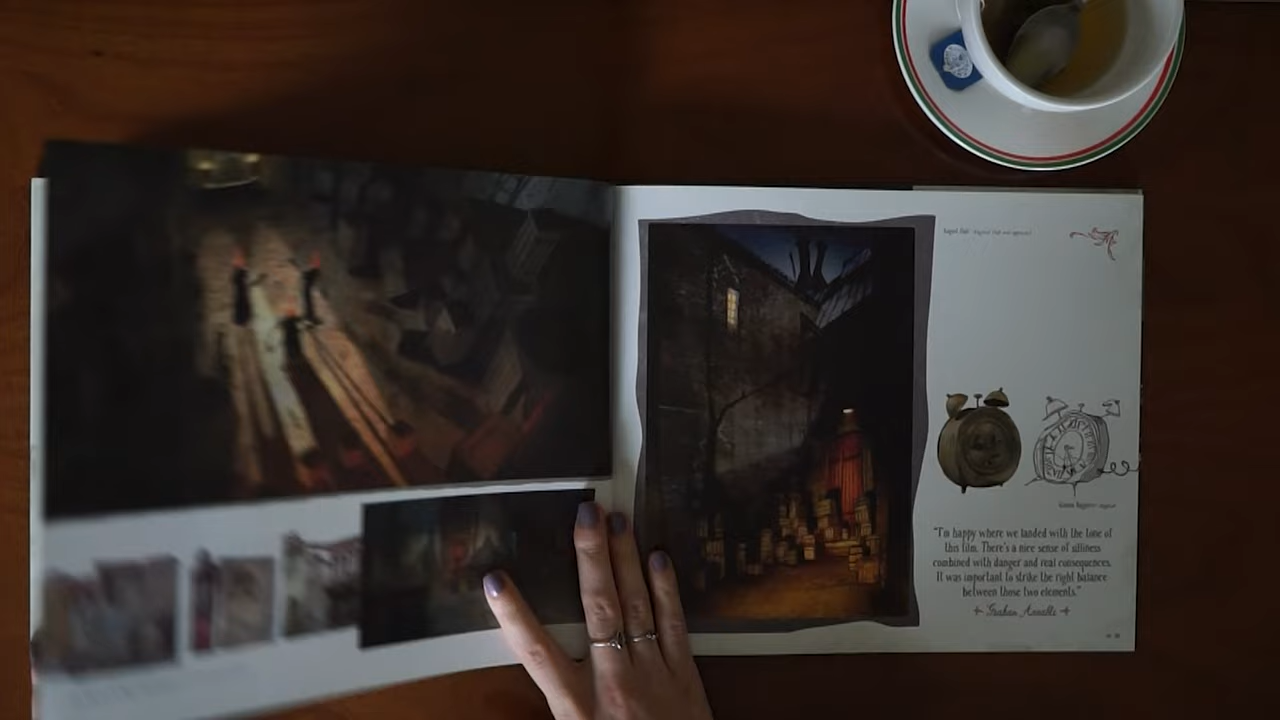 "I'm happy where we landed with the tone of
this film. There's a nice sense of silliness
combined with danger and real consequences.
It was important to strike the right balance
between those two elements."
Graham Annable